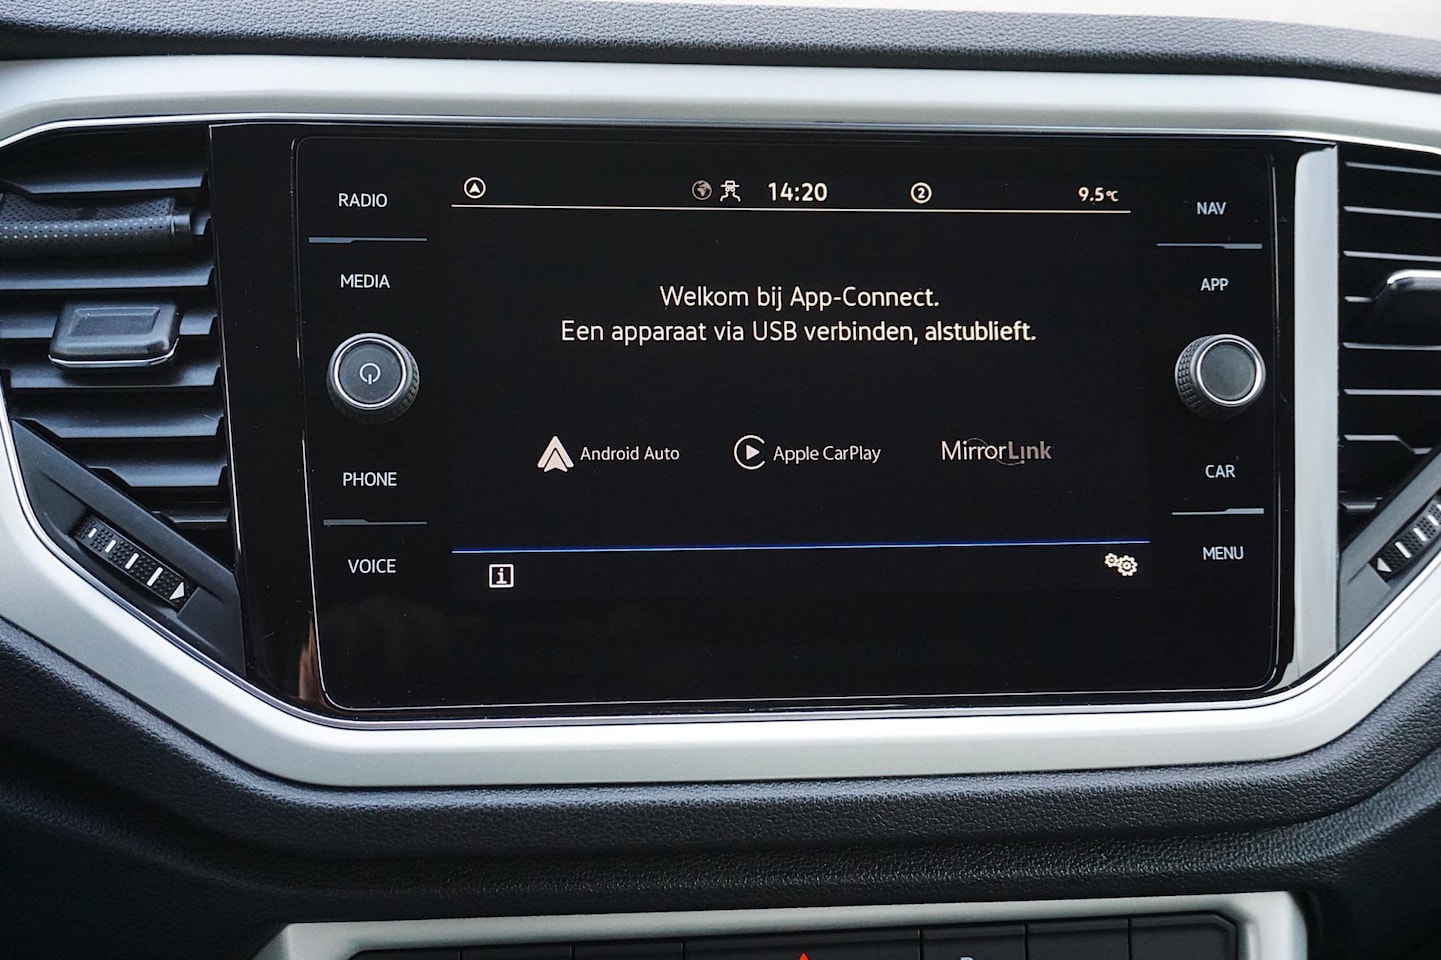 RADIO
MEDIA
PHONE
VOICE
14:20
2
9.5°C
Welkom bij App-Connect.
Een apparaat via USB verbinden, alstublieft.
Android Auto
Apple CarPlay
MirrorLink
i
NAV
APP
CAR
MENU